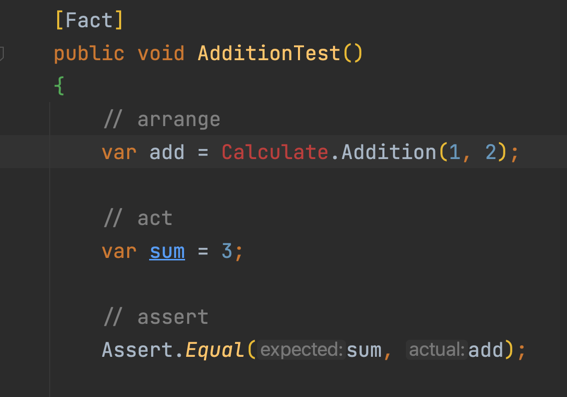 [Fact]
public void AdditionTest()
{
// arrange
var add = Calculate.Addition(1, 2);
// act
var sum = 3;
// assert
Assert.Equal(expected: sum, actual: add);